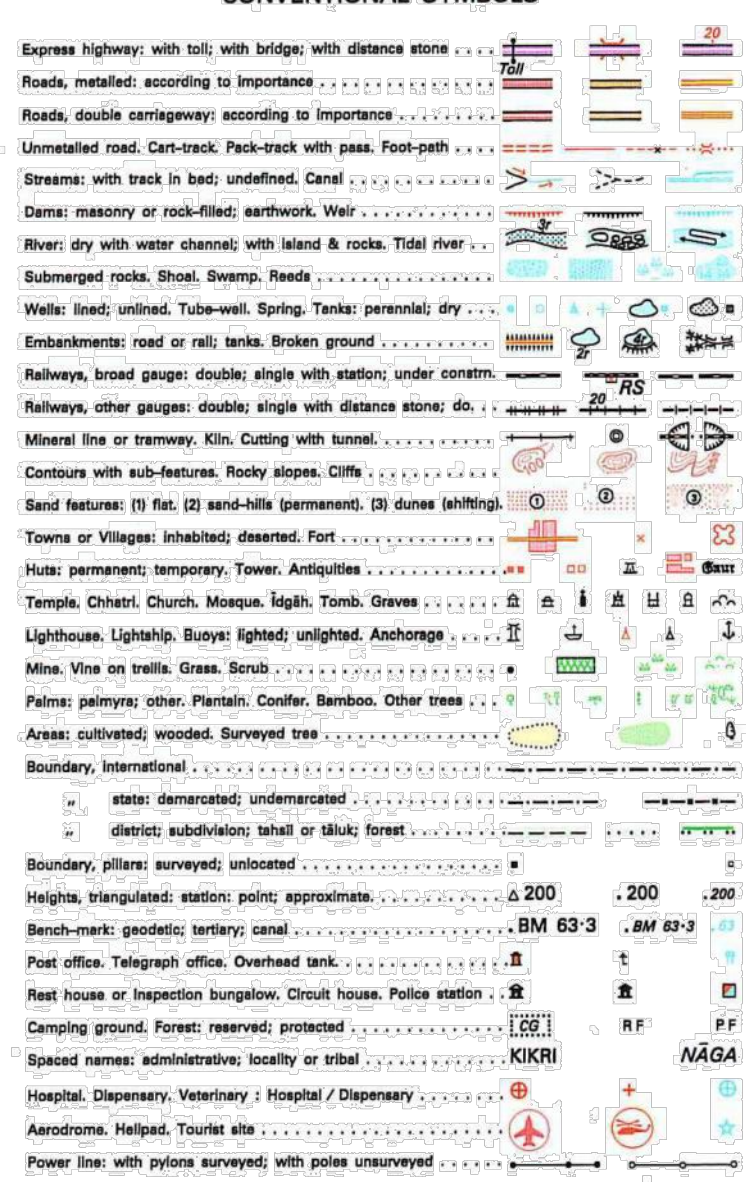 CONVENTIONAL SYMBOLS
Express highway: with toll; with bridge; with distance stone . . . . Toll 20
Roads, metalled: according to importance . . . . . . . . . . . . . . .
Roads, double carriageway: according to importance . . . . . . . . .
Unmetalled road. Cart-track. Pack-track with pass. Foot-path . . . .
Streams: with track in bed; undefined. Canal . . . . . . . . . . . .
Dams: masonry or rock-filled; earthwork. Weir . . . . . . . . . . . 3r
River: dry with water channel; with island & rocks. Tidal river . .
Submerged rocks. Shoal. Swamp. Reeds . . . . . . . . . . . . . . .
Wells: lined; unlined. Tube-well. Spring. Tanks: perennial; dry . . .
Embankments: road or rail; tanks. Broken ground . . . . . . . . . 2r 4r
Railways, broad gauge: double; single with station; under constrn. RS
Railways, other gauges: double; single with distance stone; do. . . 20
Mineral line or tramway. Kiln. Cutting with tunnel. . . . . . . . .
Contours with sub-features. Rocky slopes. Cliffs . . . . . . . . . 100
Sand features: (1) flat. (2) sand-hills (permanent). (3) dunes (shifting). 1 2 3
Towns or Villages: inhabited; deserted. Fort . . . . . . . . . . .
Huts: permanent; temporary. Tower. Antiquities . . . . . . . . . . Gaur
Temple. Chhatri. Church. Mosque. Īdgāh. Tomb. Graves . . . . . .
Lighthouse. Lightship. Buoys: lighted; unlighted. Anchorage . . . .
Mine. Vine on trellis. Grass. Scrub . . . . . . . . . . . . . . . .
Palms: palmyra; other. Plantain. Conifer. Bamboo. Other trees . . .
Areas: cultivated; wooded. Surveyed tree . . . . . . . . . . . . .
Boundary, international . . . . . . . . . . . . . . . . . . . . .
" state: demarcated; undemarcated . . . . . . . . . . . .
" district; subdivision; tahsīl or tāluk; forest . . . . . . . .
Boundary, pillars: surveyed; unlocated . . . . . . . . . . . . . .
Heights, triangulated: station: point; approximate. . . . . . . . . 200 . 200 . 200
Bench-mark: geodetic; tertiary; canal . . . . . . . . . . . . . . . BM 63·3 . BM 63·3 . 63
Post office. Telegraph office. Overhead tank. . . . . . . . . . . . t
Rest house or Inspection bungalow. Circuit house. Police station . .
Camping ground. Forest: reserved; protected . . . . . . . . . . . CG RF PF
Spaced names: administrative; locality or tribal . . . . . . . . . KIKRI NĀGA
Hospital. Dispensary. Veterinary : Hospital / Dispensary . . . . . .
Aerodrome. Helipad. Tourist site . . . . . . . . . . . . . . . . .
Power line: with pylons surveyed; with poles unsurveyed . . . . . .